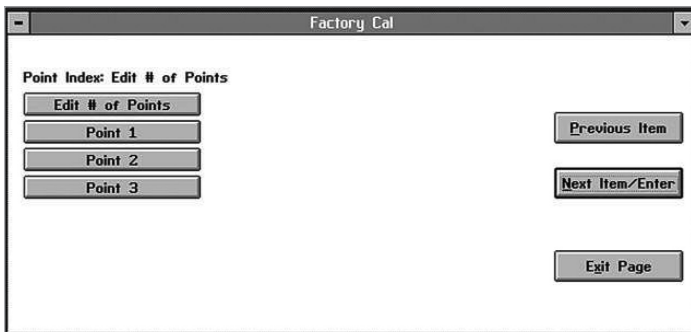 Factory Cal
Point Index: Edit # of Points
Edit # of Points
Point 1
Point 2
Point 3
Previous Item
Next Item/Enter
Exit Page